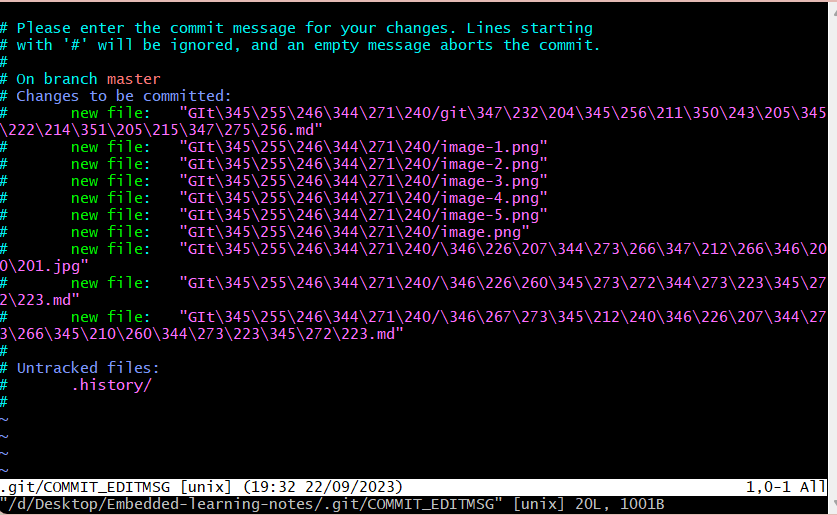 # Please enter the commit message for your changes. Lines starting
# with '#' will be ignored, and an empty message aborts the commit.
#
# On branch master
# Changes to be committed:
#       new file:   "GIt\345\255\246\344\271\240/git\347\232\204\345\256\211\350\243\205\345
\222\214\351\205\215\347\275\256.md"
#       new file:   "GIt\345\255\246\344\271\240/image-1.png"
#       new file:   "GIt\345\255\246\344\271\240/image-2.png"
#       new file:   "GIt\345\255\246\344\271\240/image-3.png"
#       new file:   "GIt\345\255\246\344\271\240/image-4.png"
#       new file:   "GIt\345\255\246\344\271\240/image-5.png"
#       new file:   "GIt\345\255\246\344\271\240/image.png"
#       new file:   "GIt\345\255\246\344\271\240/\346\226\207\344\273\266\347\212\266\346\20
0\201.jpg"
#       new file:   "GIt\345\255\246\344\271\240/\346\226\260\345\273\272\344\273\223\345\27
2\223.md"
#       new file:   "GIt\345\255\246\344\271\240/\346\267\273\345\212\240\346\226\207\344\27
3\266\345\210\260\344\273\223\345\272\223.md"
#
# Untracked files:
#       .history/
#
~
~
~
~
.git/COMMIT_EDITMSG [unix] (19:32 22/09/2023) 1,0-1 All
"/d/Desktop/Embedded-learning-notes/.git/COMMIT_EDITMSG" [unix] 20L, 1001B